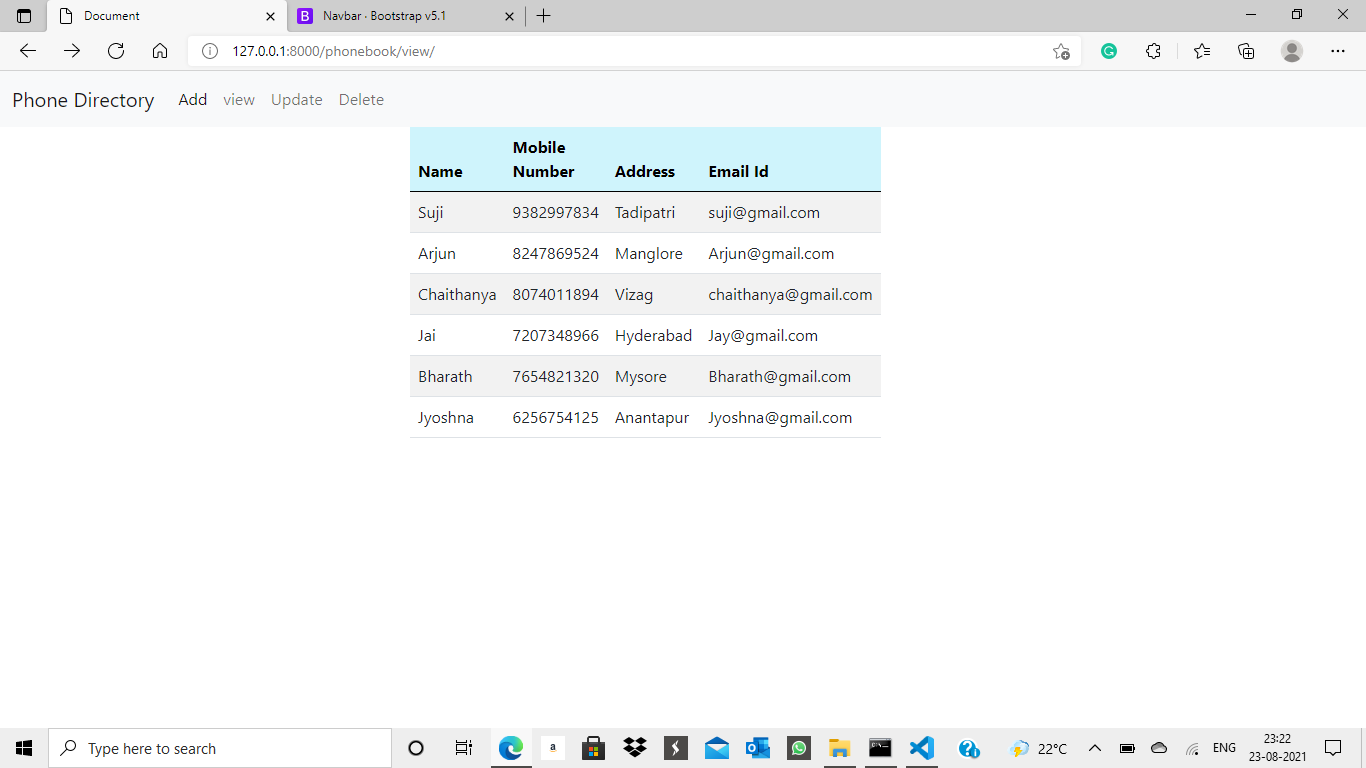 Document
Navbar · Bootstrap v5.1
127.0.0.1:8000/phonebook/view/
Phone Directory Add view Update Delete
Name Mobile Number Address Email Id
Suji 9382997834 Tadipatri suji@gmail.com
Arjun 8247869524 Manglore Arjun@gmail.com
Chaithanya 8074011894 Vizag chaithanya@gmail.com
Jai 7207348966 Hyderabad Jay@gmail.com
Bharath 7654821320 Mysore Bharath@gmail.com
Jyoshna 6256754125 Anantapur Jyoshna@gmail.com
Type here to search
22°C
ENG
23:22
23-08-2021